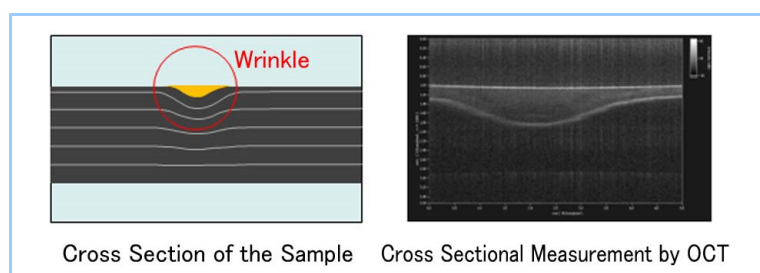 Wrinkle
Cross Section of the Sample
Cross Sectional Measurement by OCT